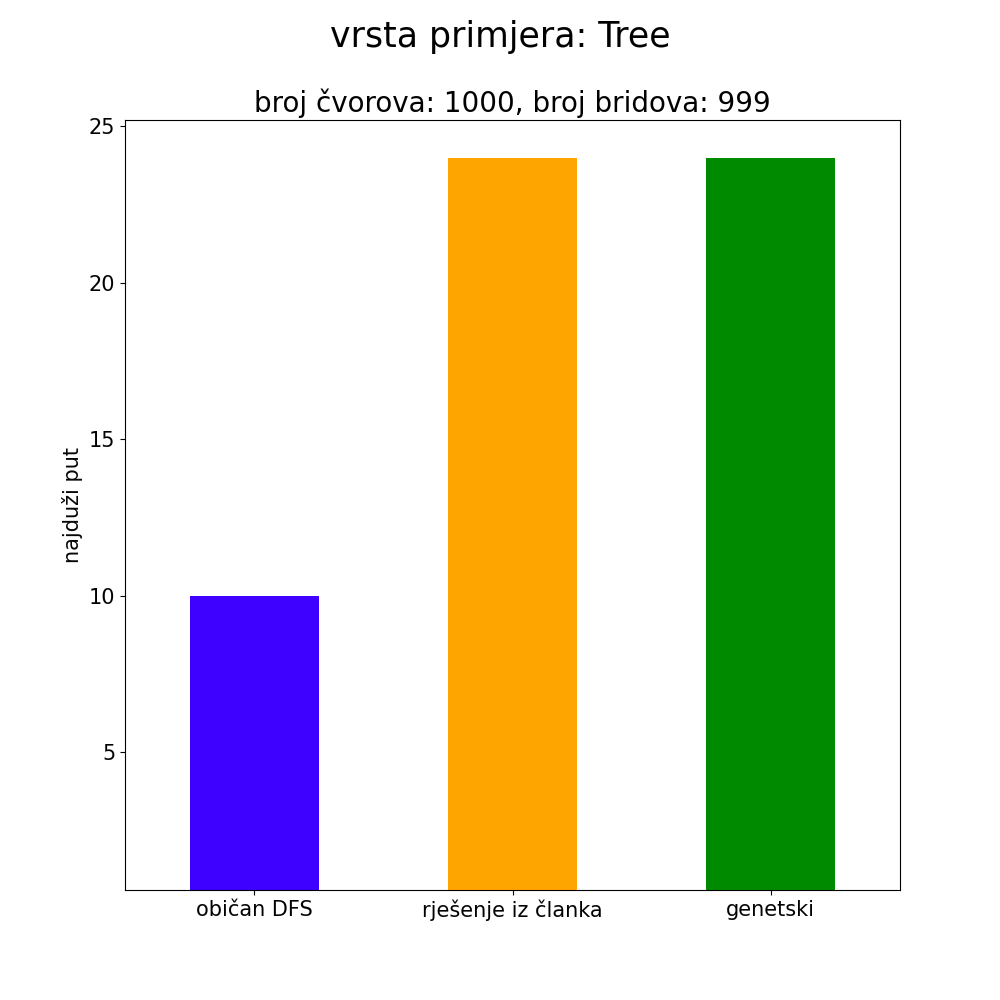 vrsta primjera: Tree
broj čvorova: 1000, broj bridova: 999
25
20
15
10
5
najduži put
običan DFS
rješenje iz članka
genetski